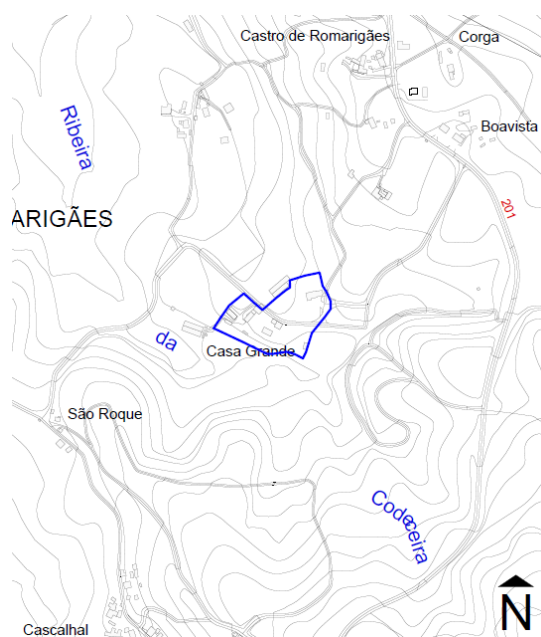 Castro de Romarigães
Corga
Ribeira
Boavista
201
ARIGÃES
da
Casa Grande
São Roque
Codeceira
N
Cascalhal